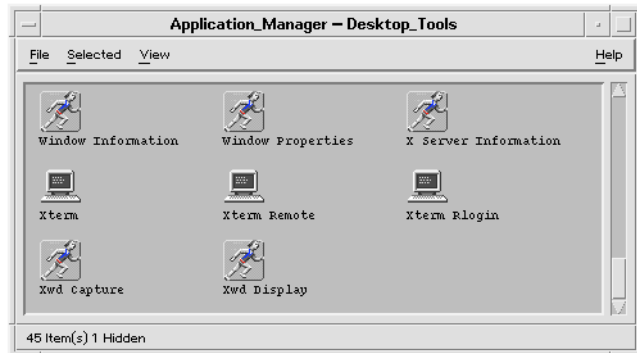 Application_Manager – Desktop_Tools
File Selected View Help
Window Information Window Properties X Server Information
Xterm Xterm Remote Xterm Rlogin
Xwd Capture Xwd Display
45 Item(s) 1 Hidden